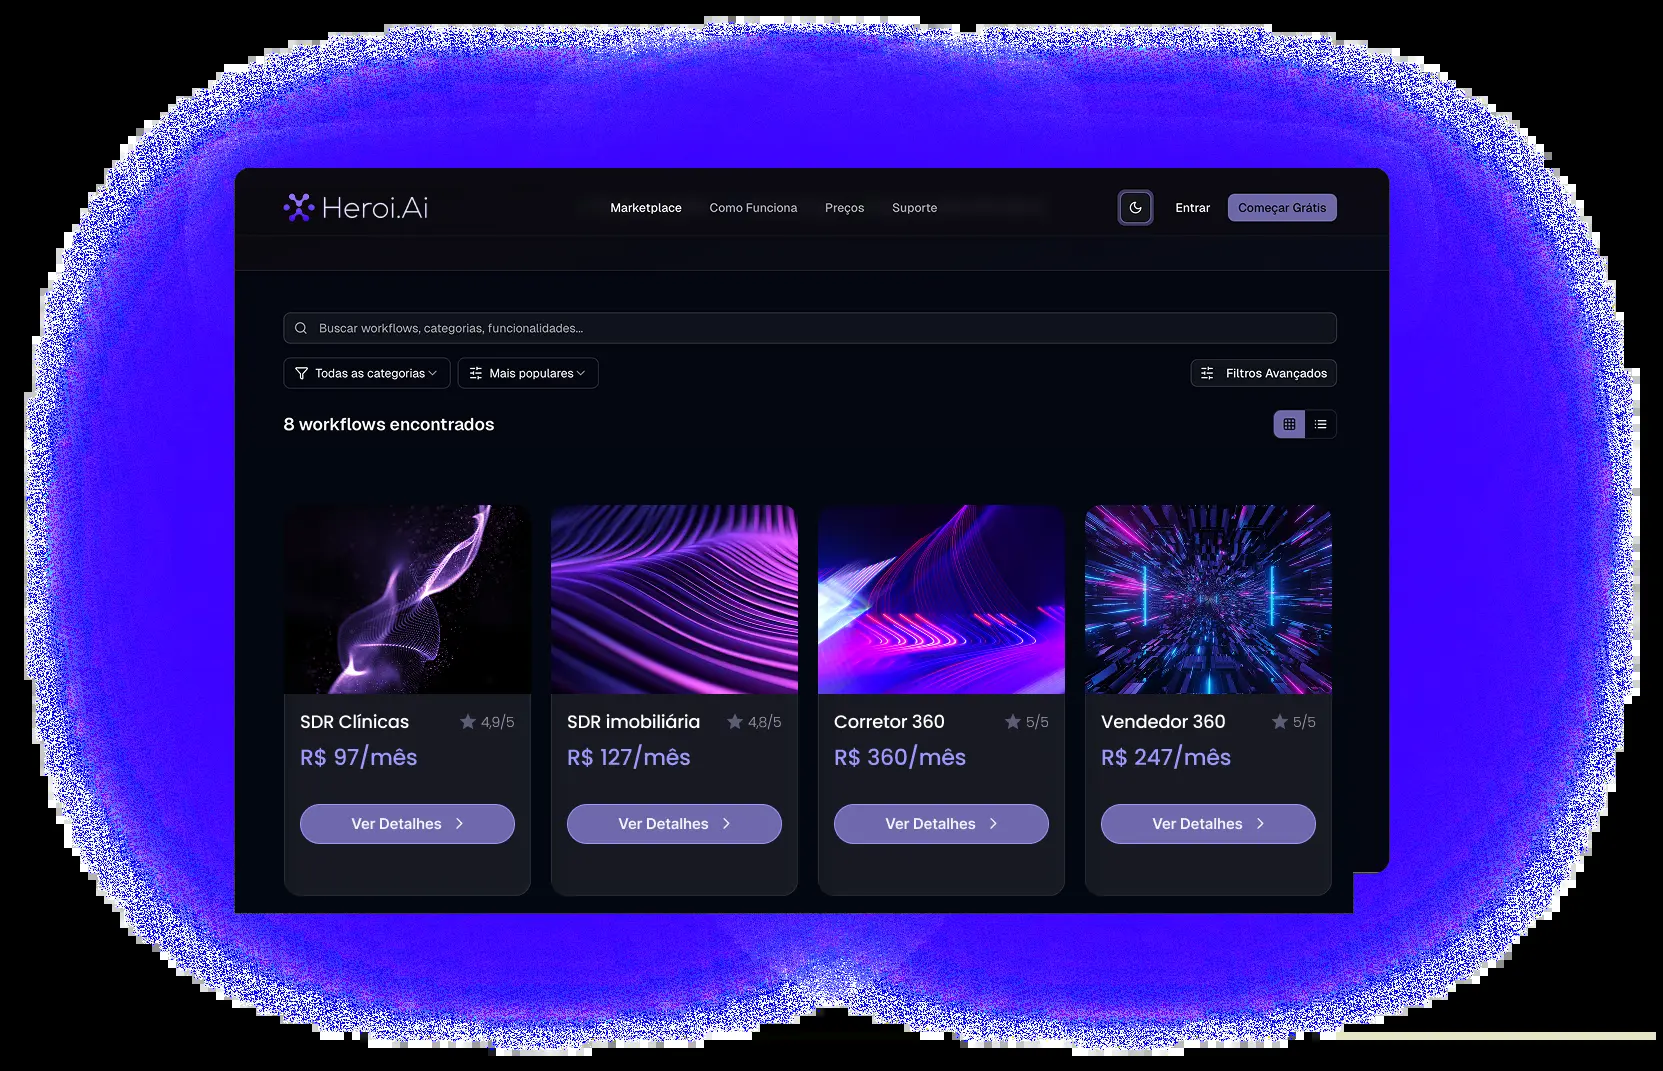 Heroi.Ai
Marketplace
Como Funciona
Preços
Suporte
Entrar
Começar Grátis
Buscar workflows, categorias, funcionalidades...
Todas as categorias
Mais populares
Filtros Avançados
8 workflows encontrados
SDR Clínicas
4,9/5
R$ 97/mês
Ver Detalhes
SDR imobiliária
4,8/5
R$ 127/mês
Ver Detalhes
Corretor 360
5/5
R$ 360/mês
Ver Detalhes
Vendedor 360
5/5
R$ 247/mês
Ver Detalhes